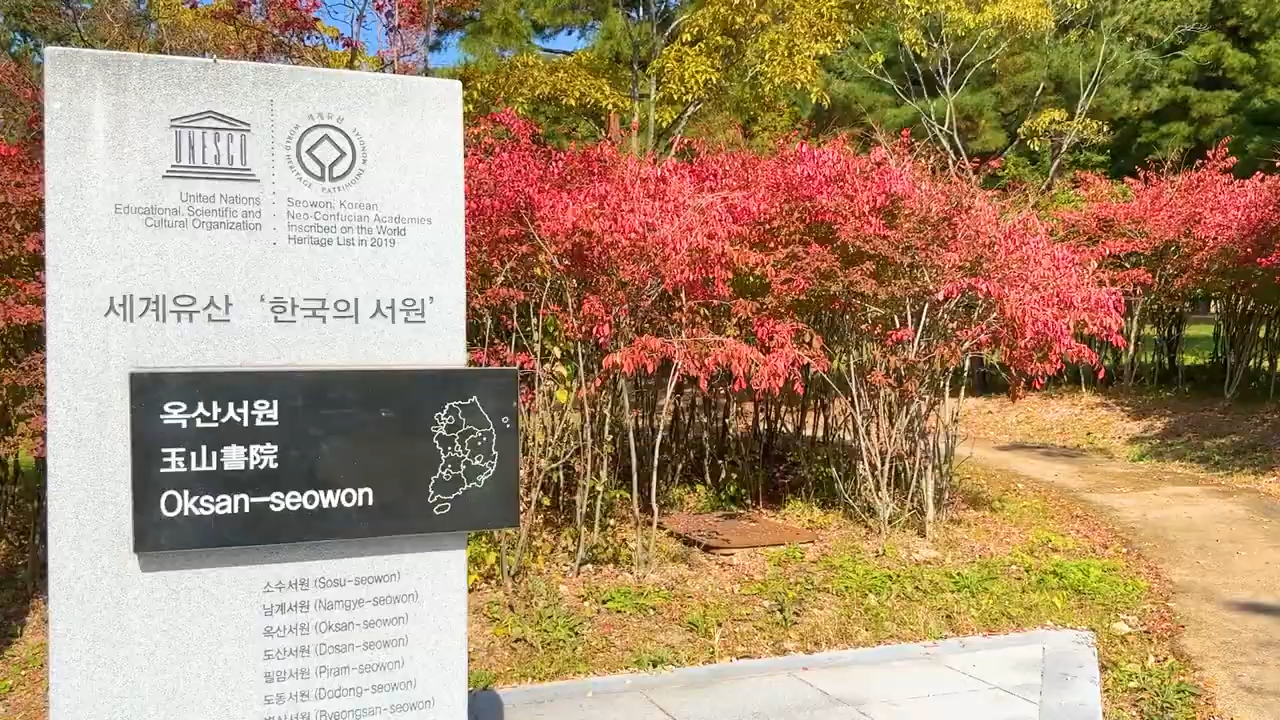 UNESCO
세계유산
WORLD HERITAGE PATRIMOINE MONDIAL
United Nations
Educational, Scientific and
Cultural Organization
Seowon, Korean
Neo-Confucian Academies
inscribed on the World
Heritage List in 2019
세계유산 ‘한국의 서원’
옥산서원
玉山書院
Oksan-seowon
소수서원 (Sosu-seowon)
남계서원 (Namgye-seowon)
옥산서원 (Oksan-seowon)
도산서원 (Dosan-seowon)
필암서원 (Piram-seowon)
도동서원 (Dodong-seowon)
병산서원 (Byeongsan-seowon)